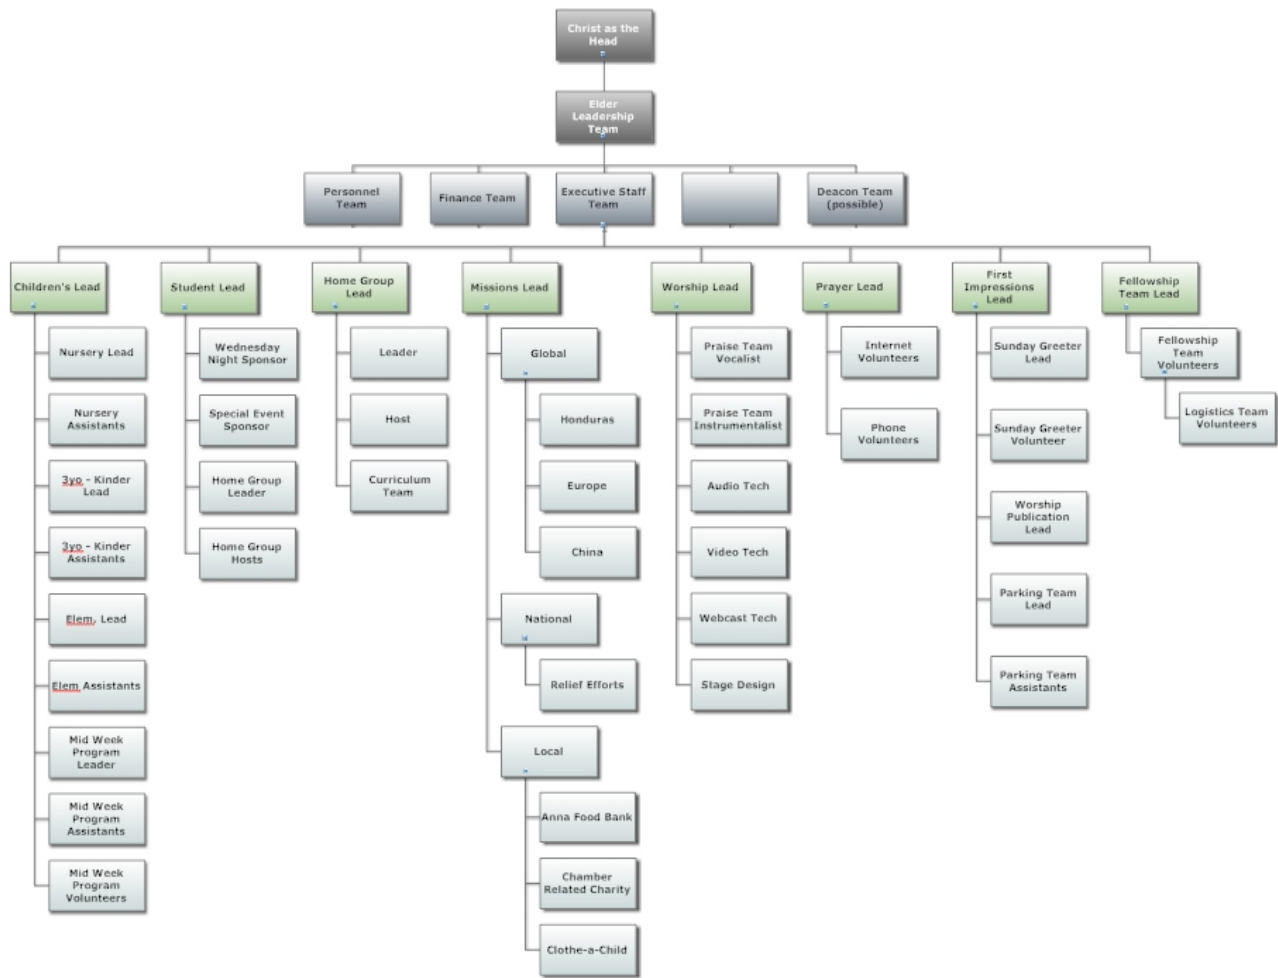 Christ as the
Head
Elder
Leadership
Team
Personnel
Team
Finance Team
Executive Staff
Team
Deacon Team
(possible)
Children's Lead
Student Lead
Home Group
Lead
Missions Lead
Worship Lead
Prayer Lead
First
Impressions
Lead
Fellowship
Team Lead
Nursery Lead
Nursery
Assistants
3yo - Kinder
Lead
3yo - Kinder
Assistants
Elem. Lead
Elem Assistants
Mid Week
Program
Leader
Mid Week
Program
Assistants
Mid Week
Program
Volunteers
Wednesday
Night Sponsor
Special Event
Sponsor
Home Group
Leader
Home Group
Hosts
Leader
Host
Curriculum
Team
Global
Honduras
Europe
China
National
Relief Efforts
Local
Anna Food Bank
Chamber
Related Charity
Clothe-a-Child
Praise Team
Vocalist
Praise Team
Instrumentalist
Audio Tech
Video Tech
Webcast Tech
Stage Design
Internet
Volunteers
Phone
Volunteers
Sunday Greeter
Lead
Sunday Greeter
Volunteer
Worship
Publication
Lead
Parking Team
Lead
Parking Team
Assistants
Fellowship
Team
Volunteers
Logistics Team
Volunteers